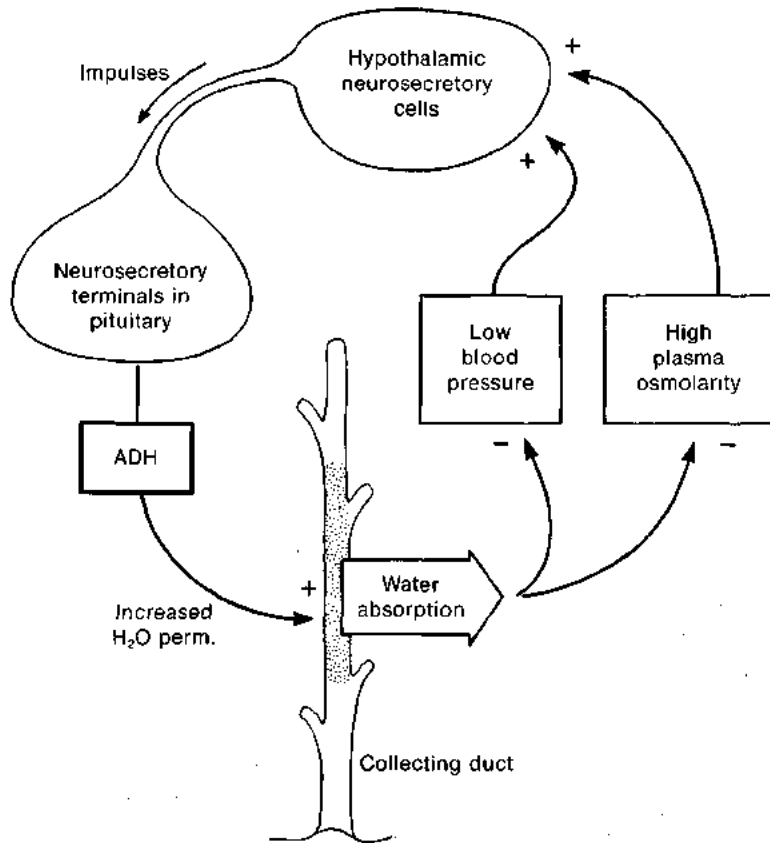 Impulses
Hypothalamic
neurosecretory
cells
+
+
Neurosecretory
terminals in
pituitary
Low
blood
pressure
High
plasma
osmolarity
−
−
ADH
+
Water
absorption
Increased
H₂O perm.
Collecting duct